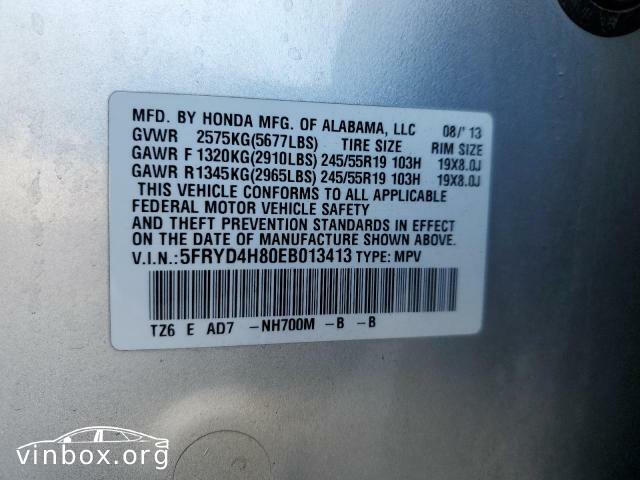 MFD. BY HONDA MFG. OF ALABAMA, LLC 08/'13
GVWR 2575KG(5677LBS) TIRE SIZE RIM SIZE
GAWR F 1320KG(2910LBS) 245/55R19 103H 19X8.0J
GAWR R1345KG(2965LBS) 245/55R19 103H 19X8.0J
THIS VEHICLE CONFORMS TO ALL APPLICABLE
FEDERAL MOTOR VEHICLE SAFETY
AND THEFT PREVENTION STANDARDS IN EFFECT
ON THE DATE OF MANUFACTURE SHOWN ABOVE.
V.I.N.:5FRYD4H80EB013413 TYPE: MPV
TZ6 E AD7 -NH700M -B -B
vinbox.org